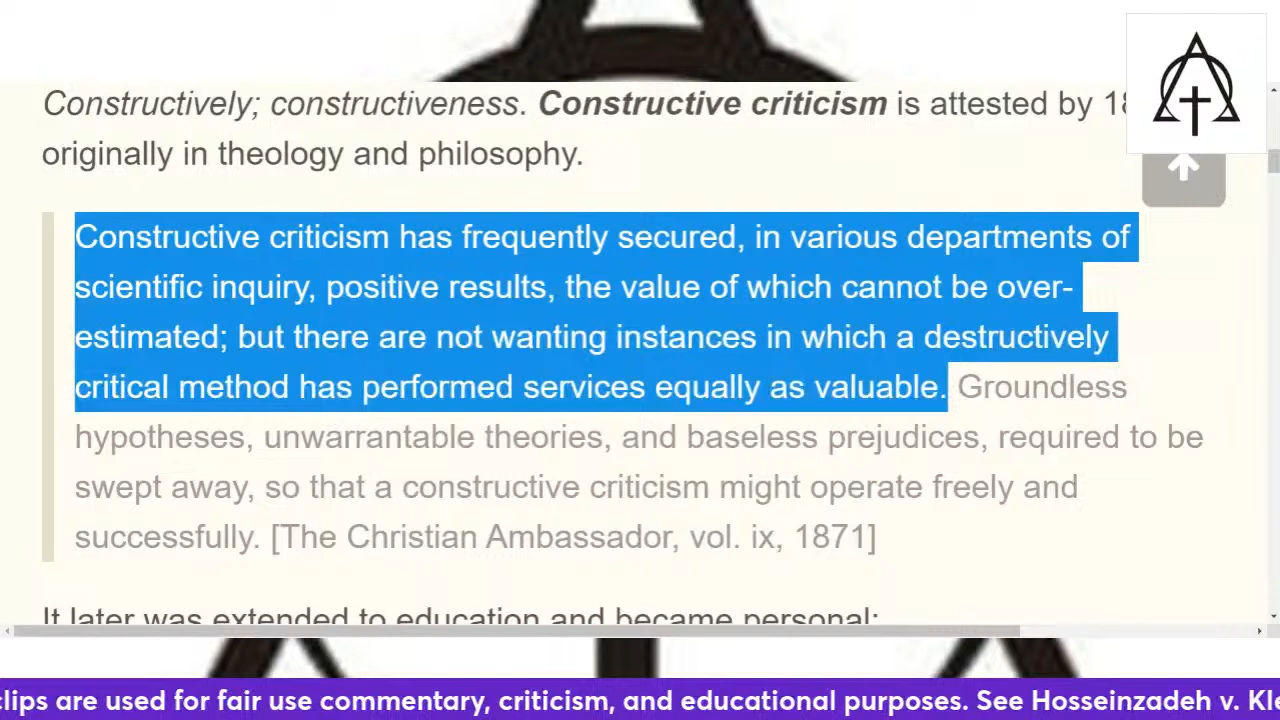 Constructively; constructiveness. Constructive criticism is attested by 18
originally in theology and philosophy.
Constructive criticism has frequently secured, in various departments of
scientific inquiry, positive results, the value of which cannot be over-
estimated; but there are not wanting instances in which a destructively
critical method has performed services equally as valuable. Groundless
hypotheses, unwarrantable theories, and baseless prejudices, required to be
swept away, so that a constructive criticism might operate freely and
successfully. [The Christian Ambassador, vol. ix, 1871]
It later was extended to education and became personal:
clips are used for fair use commentary, criticism, and educational purposes. See Hosseinzadeh v. Kle